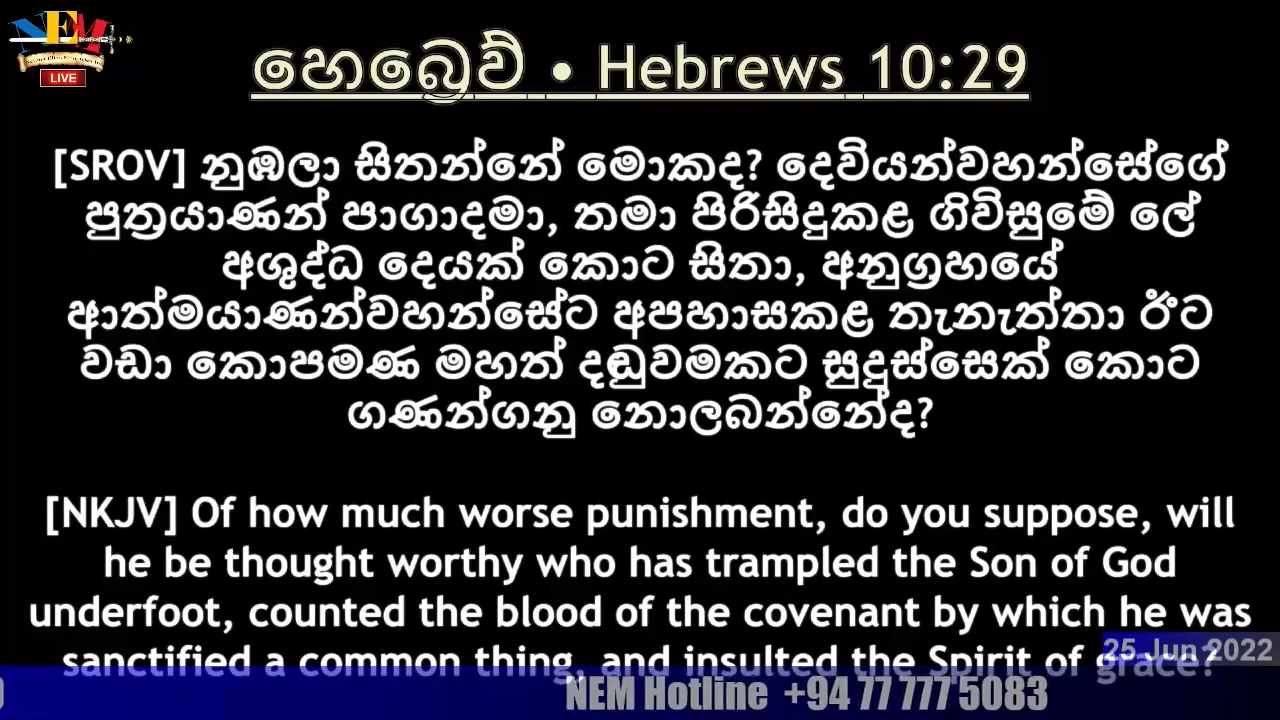 NEM
LIVE
හෙබ්‍රෙව් • Hebrews 10:29
[SROV] නුඹලා සිතන්නේ මොකද? දෙවියන්වහන්සේගේ
පුත්‍රයාණන් පාගාදමා, තමා පිරිසිදුකළ ගිවිසුමේ ලේ
අශුද්ධ දෙයක් කොට සිතා, අනුග්‍රහයේ
ආත්මයාණන්වහන්සේට අපහාසකළ තැනැත්තා ඊට
වඩා කොපමණ මහත් දඬුවමකට සුදුස්සෙක් කොට
ගණන්ගනු නොලබන්නේද?
[NKJV] Of how much worse punishment, do you suppose, will
he be thought worthy who has trampled the Son of God
underfoot, counted the blood of the covenant by which he was
sanctified a common thing, and insulted the Spirit of grace?
25 Jun 2022
NEM Hotline +94 77 777 5083